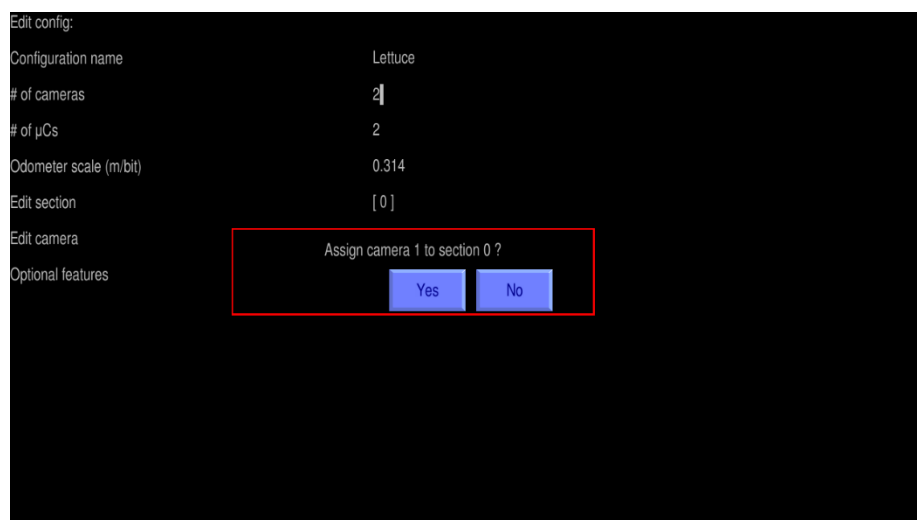 Edit config:
Configuration name Lettuce
# of cameras 2
# of µCs 2
Odometer scale (m/bit) 0.314
Edit section [ 0 ]
Edit camera
Assign camera 1 to section 0 ?
Optional features
Yes No